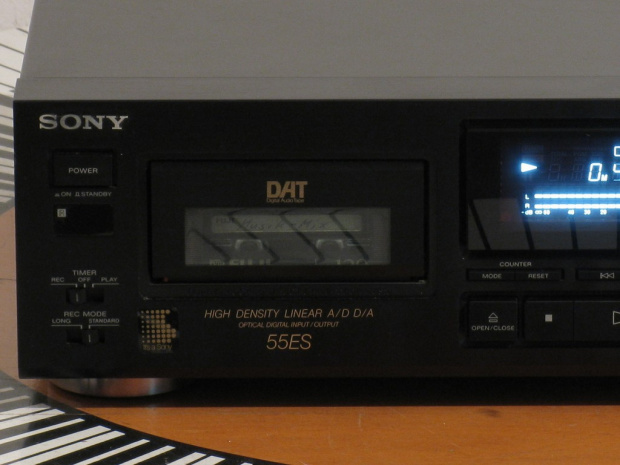 SONY
POWER
ON STANDBY
TIMER
REC OFF PLAY
REC MODE
LONG STANDARD
DAT
Digital Audio Tape
HIGH DENSITY LINEAR A/D D/A
OPTICAL DIGITAL INPUT/OUTPUT
55ES
L
R
COUNTER
MODE RESET
OPEN/CLOSE